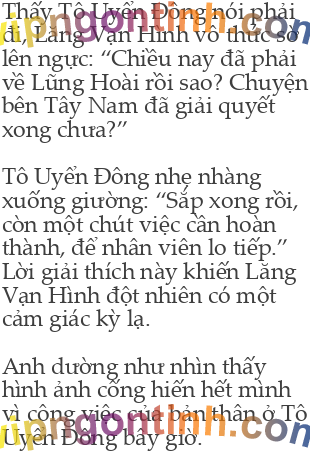 Thấy Tô Uyển Đông nói phải
đi, Lăng Vạn Hình vô thức sờ
lên ngực: “Chiều nay đã phải
về Lũng Hoài rồi sao? Chuyện
bên Tây Nam đã giải quyết
xong chưa?”
Tô Uyển Đông nhẹ nhàng
xuống giường: “Sắp xong rồi,
còn một chút việc cần hoàn
thành, để nhân viên lo tiếp.”
Lời giải thích này khiến Lăng
Vạn Hình đột nhiên có một
cảm giác kỳ lạ.
Anh dường như nhìn thấy
hình ảnh cống hiến hết mình
vì công việc của bản thân ở Tô
Uyển Đông bây giờ.
vipngontinh.com
vipngontinh.com